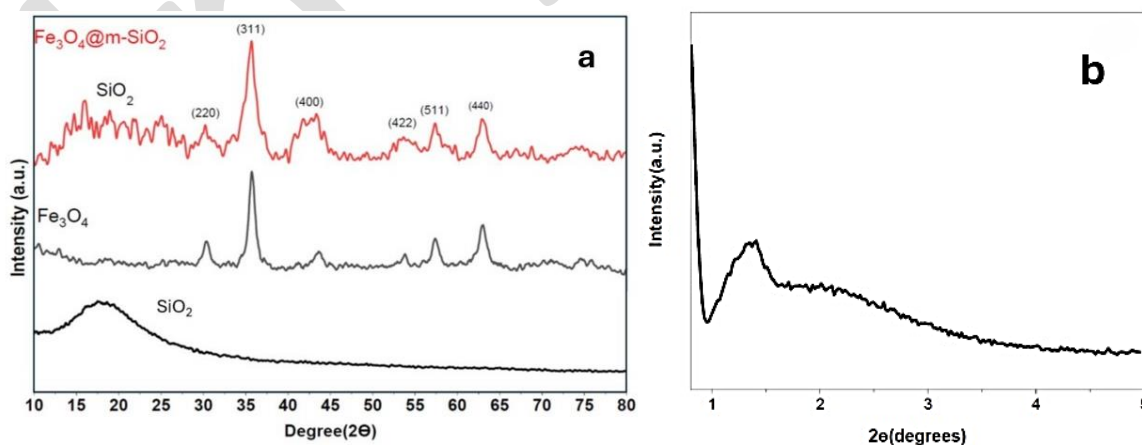 Fe₃O₄@m-SiO₂
(311)
a
SiO₂
(220)
(400)
(422)
(511)
(440)
Fe₃O₄
SiO₂
Intensity (a.u.)
10 15 20 25 30 35 40 45 50 55 60 65 70 75 80
Degree(2Θ)
b
Intensity(a.u.)
1 2 3 4 5
2ɵ(degrees)